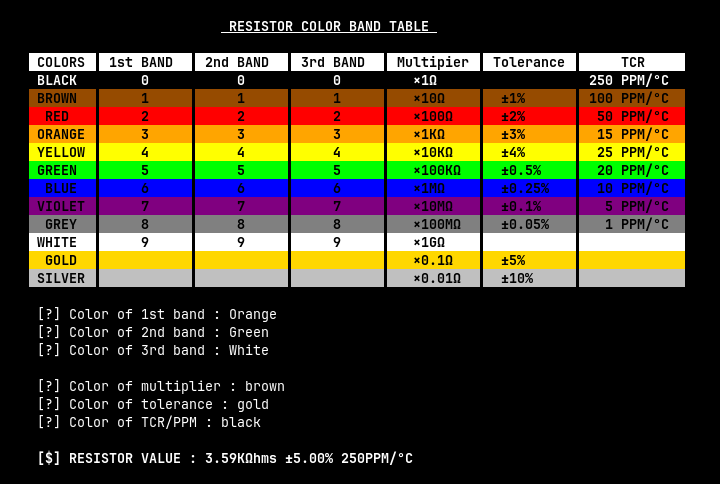 RESISTOR COLOR BAND TABLE
COLORS 1st BAND 2nd BAND 3rd BAND Multipier Tolerance TCR
BLACK 0 0 0 ×1Ω 250 PPM/°C
BROWN 1 1 1 ×10Ω ±1% 100 PPM/°C
RED 2 2 2 ×100Ω ±2% 50 PPM/°C
ORANGE 3 3 3 ×1KΩ ±3% 15 PPM/°C
YELLOW 4 4 4 ×10KΩ ±4% 25 PPM/°C
GREEN 5 5 5 ×100KΩ ±0.5% 20 PPM/°C
BLUE 6 6 6 ×1MΩ ±0.25% 10 PPM/°C
VIOLET 7 7 7 ×10MΩ ±0.1% 5 PPM/°C
GREY 8 8 8 ×100MΩ ±0.05% 1 PPM/°C
WHITE 9 9 9 ×1GΩ
GOLD ×0.1Ω ±5%
SILVER ×0.01Ω ±10%
[?] Color of 1st band : Orange
[?] Color of 2nd band : Green
[?] Color of 3rd band : White
[?] Color of multiplier : brown
[?] Color of tolerance : gold
[?] Color of TCR/PPM : black
[$] RESISTOR VALUE : 3.59KΩhms ±5.00% 250PPM/°C